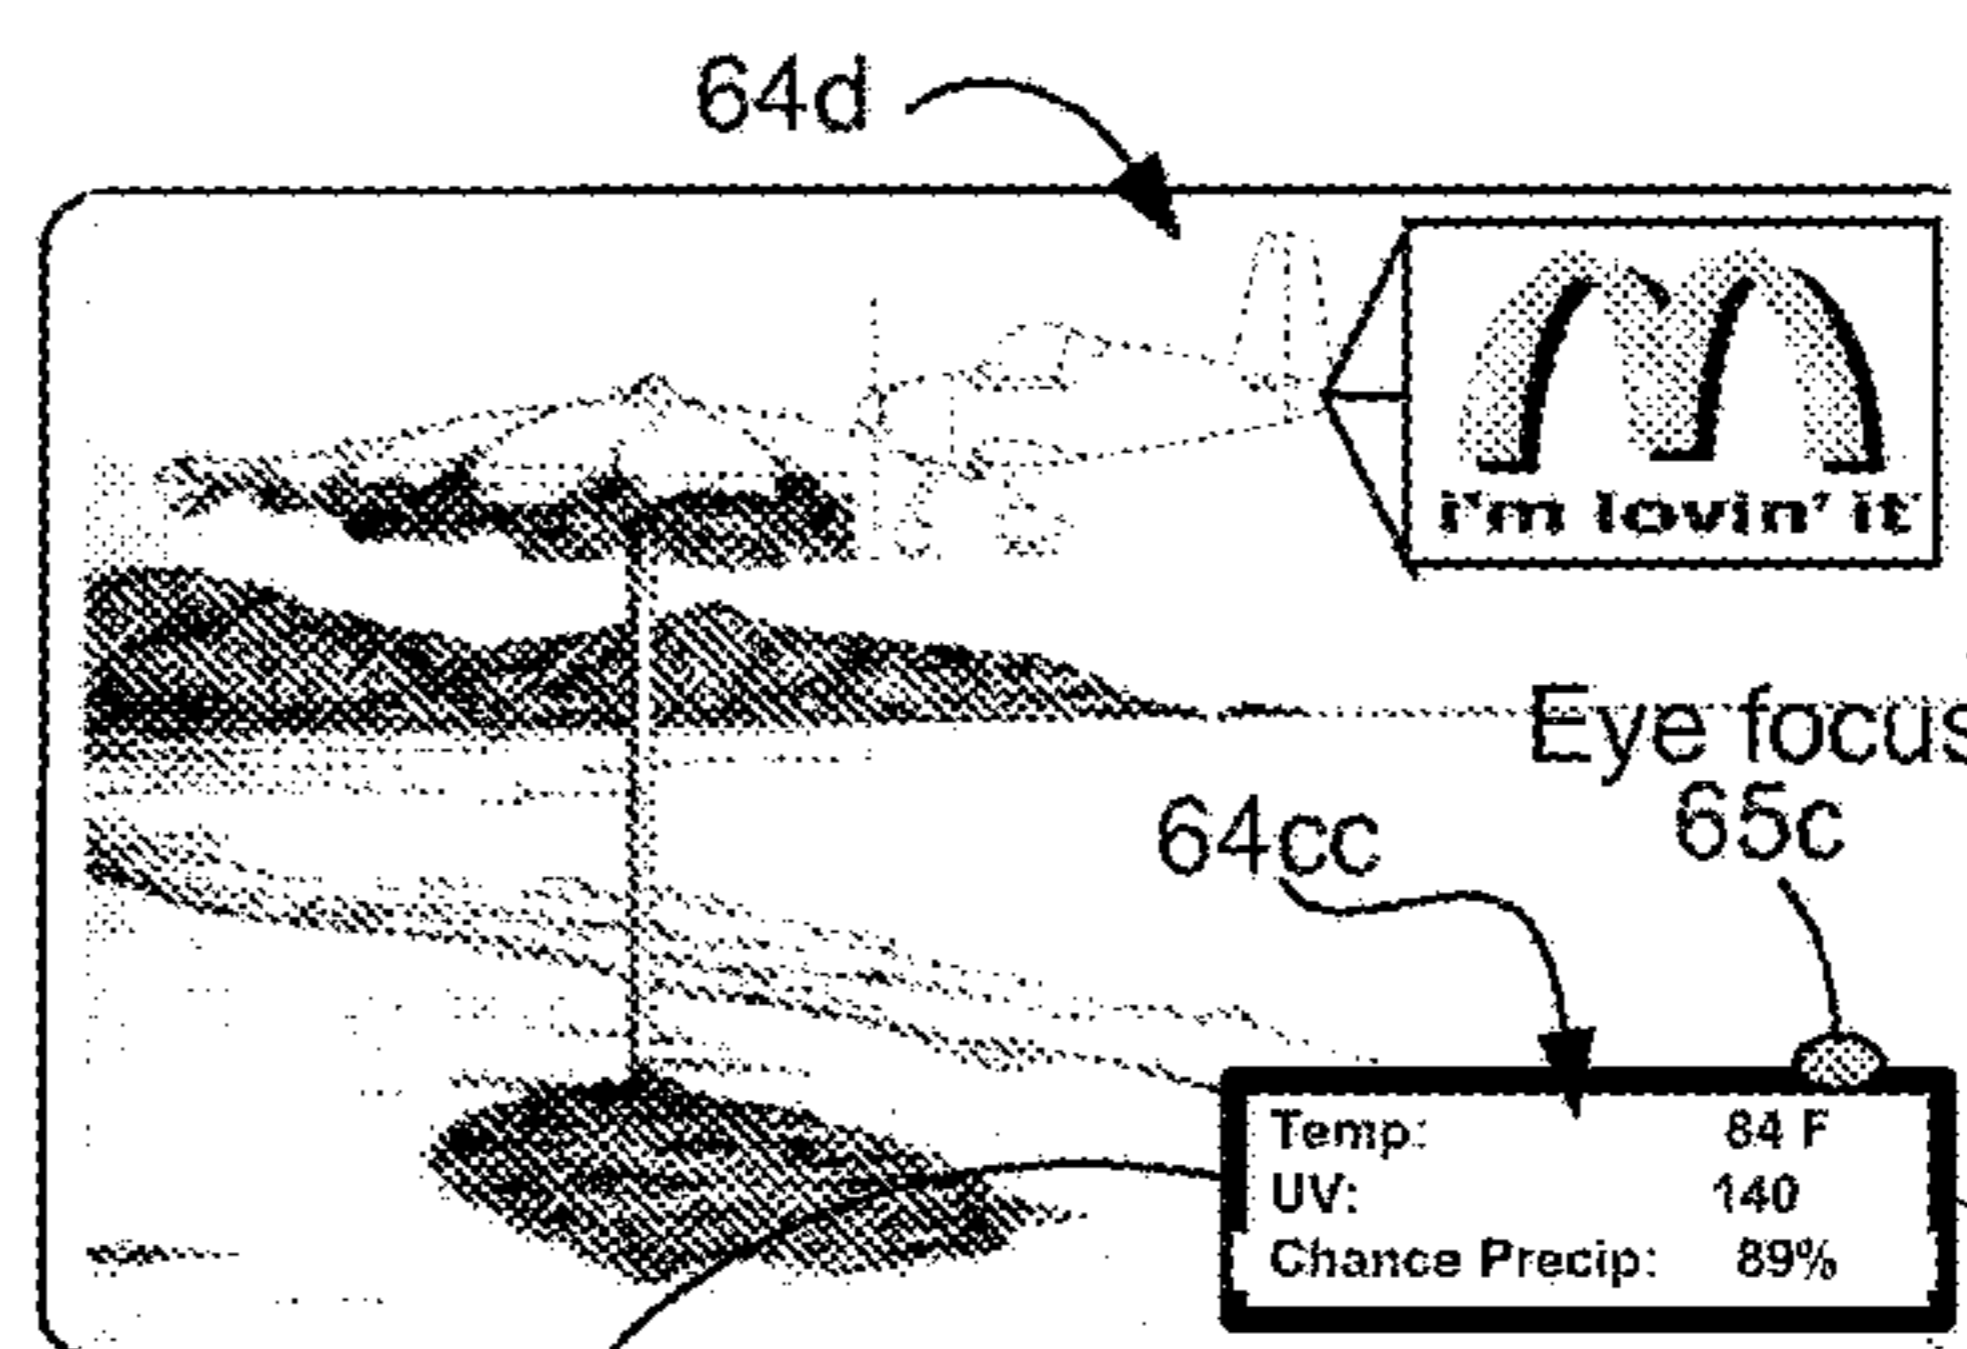 64d
i'm lovin' it
Eye focus
65c
64cc
Temp: 84 F
UV: 140
Chance Precip: 89%